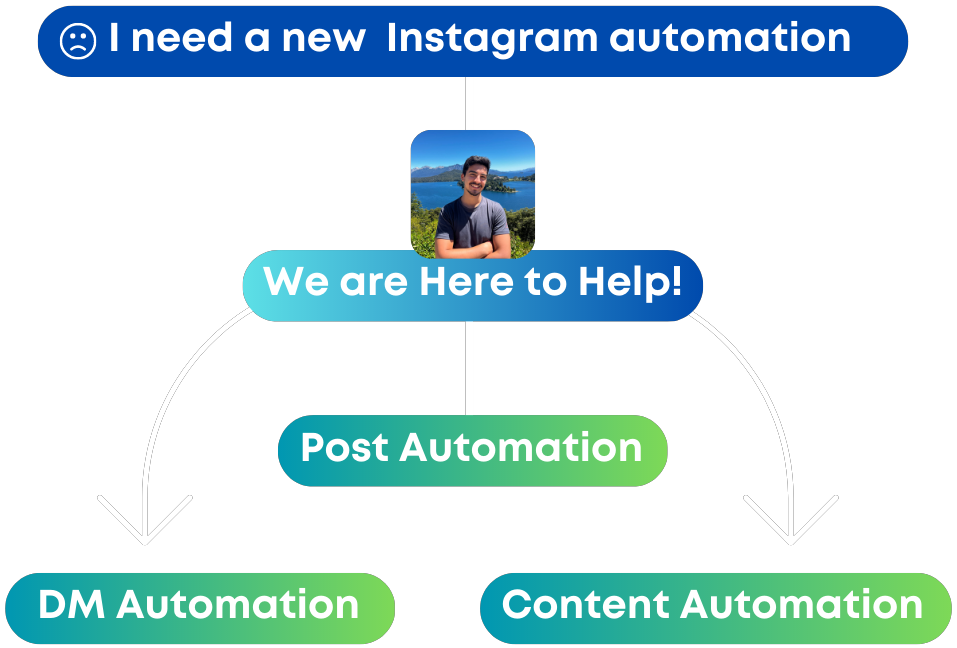 I need a new Instagram automation
We are Here to Help!
Post Automation
DM Automation
Content Automation